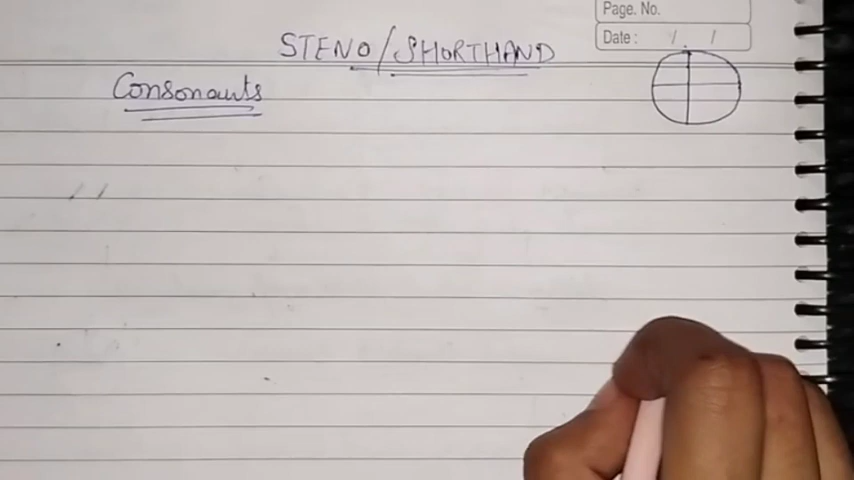 Page. No.
Date : / /
STENO/SHORTHAND
Consonants